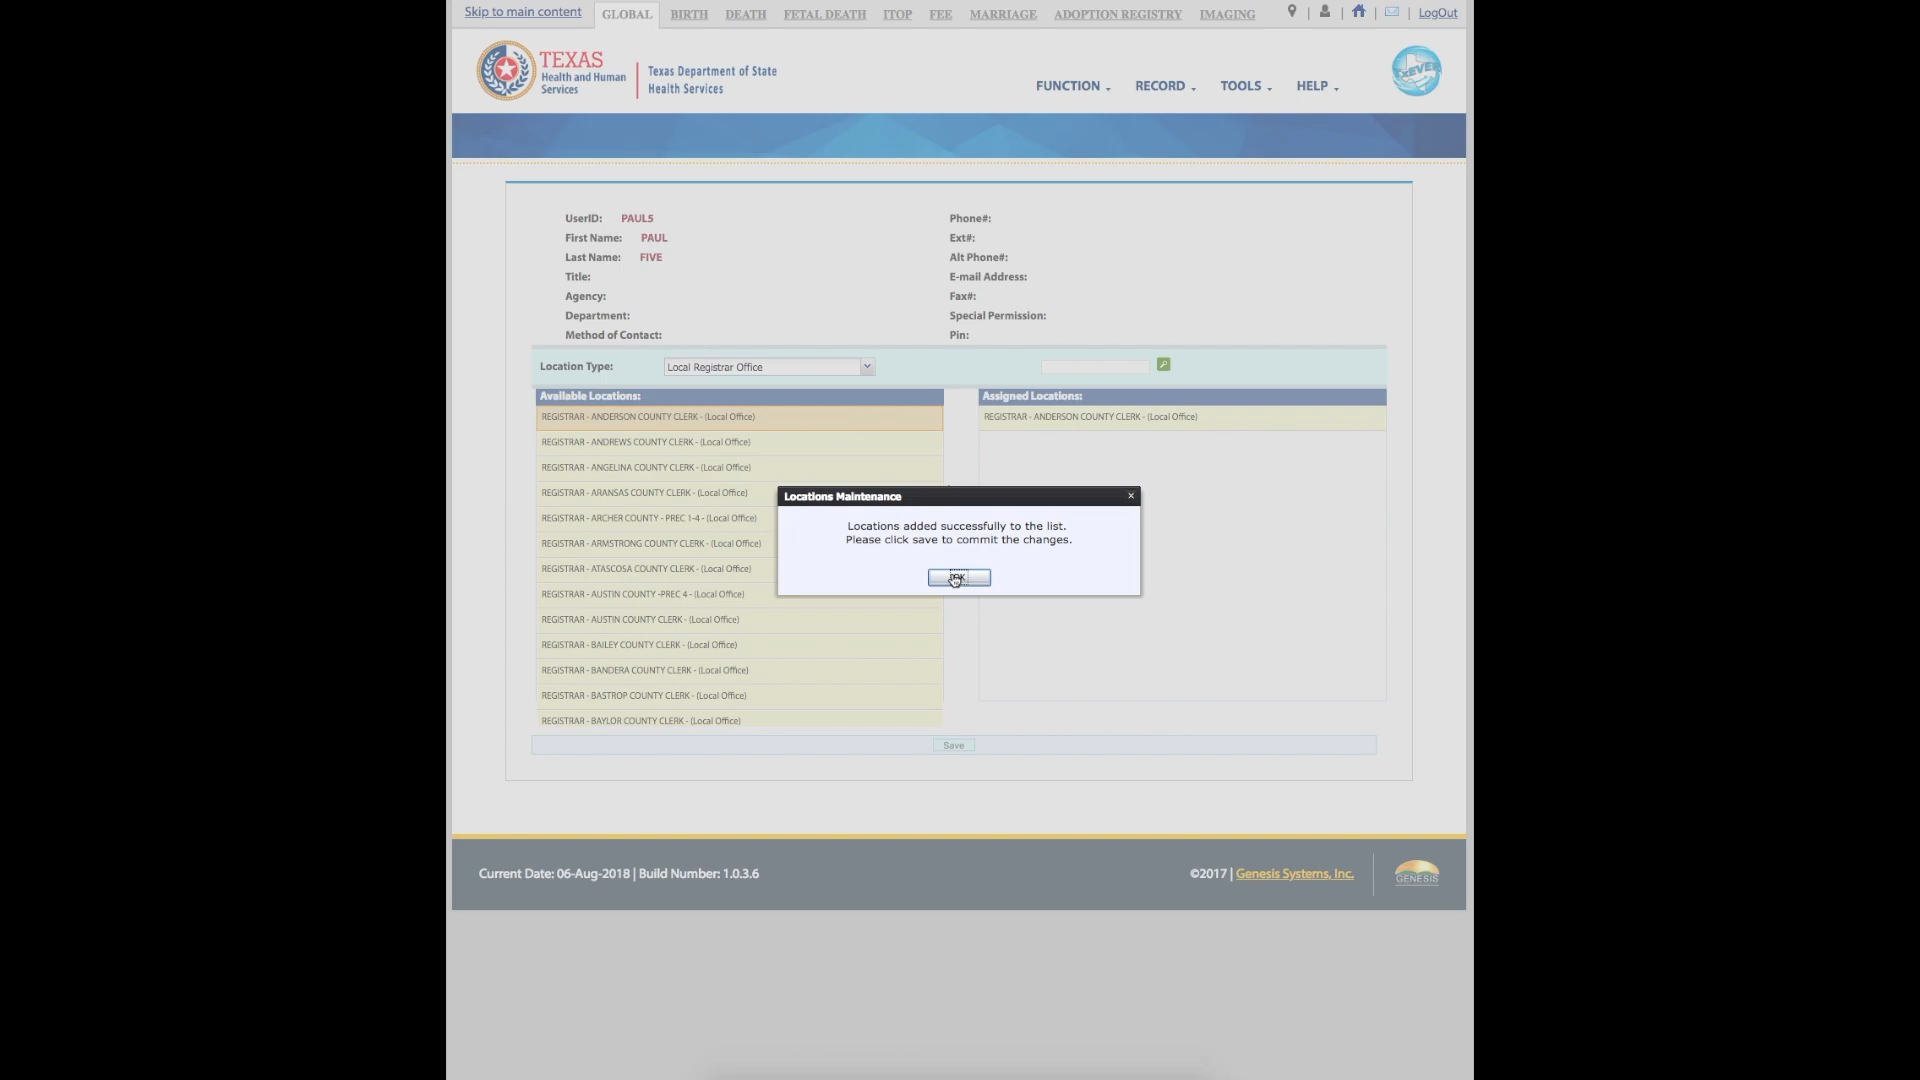 Skip to main content
GLOBAL BIRTH DEATH FETAL DEATH ITOP FEE MARRIAGE ADOPTION REGISTRY IMAGING | | | | LogOut
TEXAS
Health and Human
Services
Texas Department of State
Health Services
FUNCTION RECORD TOOLS HELP
TxEVER
UserID: PAUL5
First Name: PAUL
Last Name: FIVE
Title:
Agency:
Department:
Method of Contact:
Phone#:
Ext#:
Alt Phone#:
E-mail Address:
Fax#:
Special Permission:
Pin:
Location Type: Local Registrar Office
Available Locations:
REGISTRAR - ANDERSON COUNTY CLERK - (Local Office)
REGISTRAR - ANDREWS COUNTY CLERK - (Local Office)
REGISTRAR - ANGELINA COUNTY CLERK - (Local Office)
REGISTRAR - ARANSAS COUNTY CLERK - (Local Office)
REGISTRAR - ARCHER COUNTY - PREC 1-4 - (Local Office)
REGISTRAR - ARMSTRONG COUNTY CLERK - (Local Office)
REGISTRAR - ATASCOSA COUNTY CLERK - (Local Office)
REGISTRAR - AUSTIN COUNTY -PREC 4 - (Local Office)
REGISTRAR - AUSTIN COUNTY CLERK - (Local Office)
REGISTRAR - BAILEY COUNTY CLERK - (Local Office)
REGISTRAR - BANDERA COUNTY CLERK - (Local Office)
REGISTRAR - BASTROP COUNTY CLERK - (Local Office)
REGISTRAR - BAYLOR COUNTY CLERK - (Local Office)
Assigned Locations:
REGISTRAR - ANDERSON COUNTY CLERK - (Local Office)
Locations Maintenance
Locations added successfully to the list.
Please click save to commit the changes.
OK
Save
Current Date: 06-Aug-2018 | Build Number: 1.0.3.6
©2017 | Genesis Systems, Inc.
GENESIS